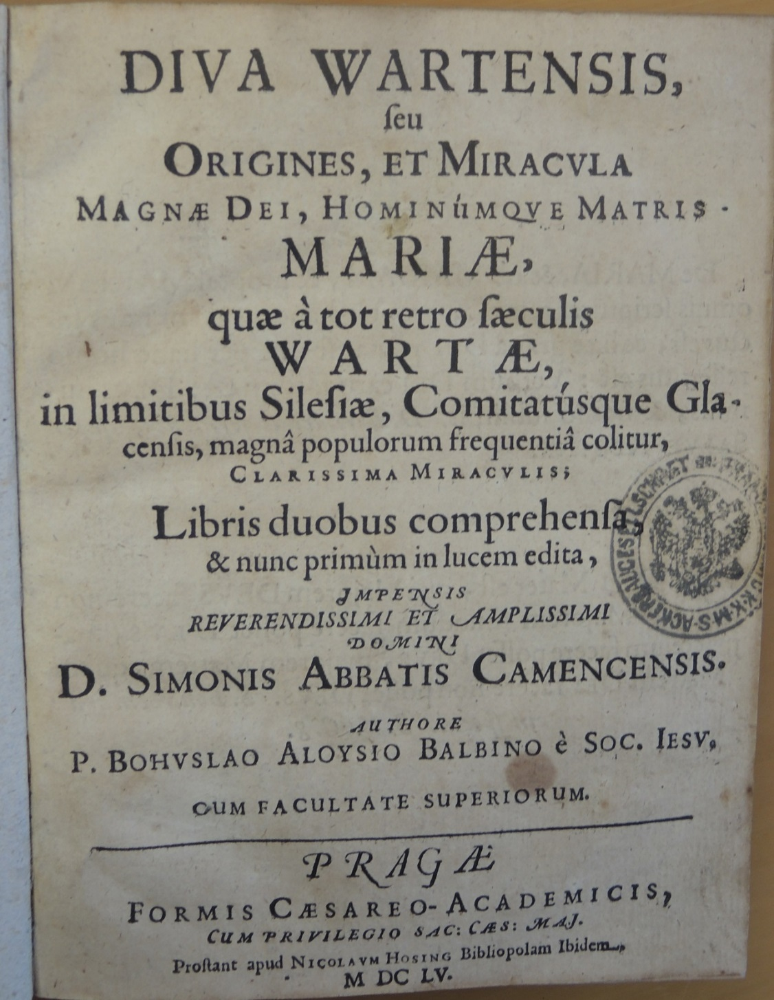 DIVA WARTENSIS,
ſeu
ORIGINES, ET MIRACVLA
MAGNÆ DEI, HOMINúMQVE MATRIS
MARIÆ,
quæ à tot retro ſæculis
WARTÆ,
in limitibus Sileſiæ, Comitatúsque Gla-
cenſis, magnâ populorum frequentiâ colitur,
CLARISSIMA MIRACVLIS;
Libris duobus comprehenſa,
& nunc primùm in lucem edita,
IMPENSIS
REVERENDISSIMI ET AMPLISSIMI
DOMINI
D. SIMONIS ABBATIS CAMENCENSIS.
AUTHORE
P. BOHVSLAO ALOYSIO BALBINO è SOC. IESV,
CUM FACULTATE SUPERIORUM.
PRAGÆ
FORMIS CÆSAREO-ACADEMICIS,
CUM PRIVILEGIO SAC: CÆS: MAJ.
Proſtant apud NICOLAVM HOSING Bibliopolam Ibidem,
M DC LV.
K.K.M.S. ACKERBAUGESELLSCHAFT